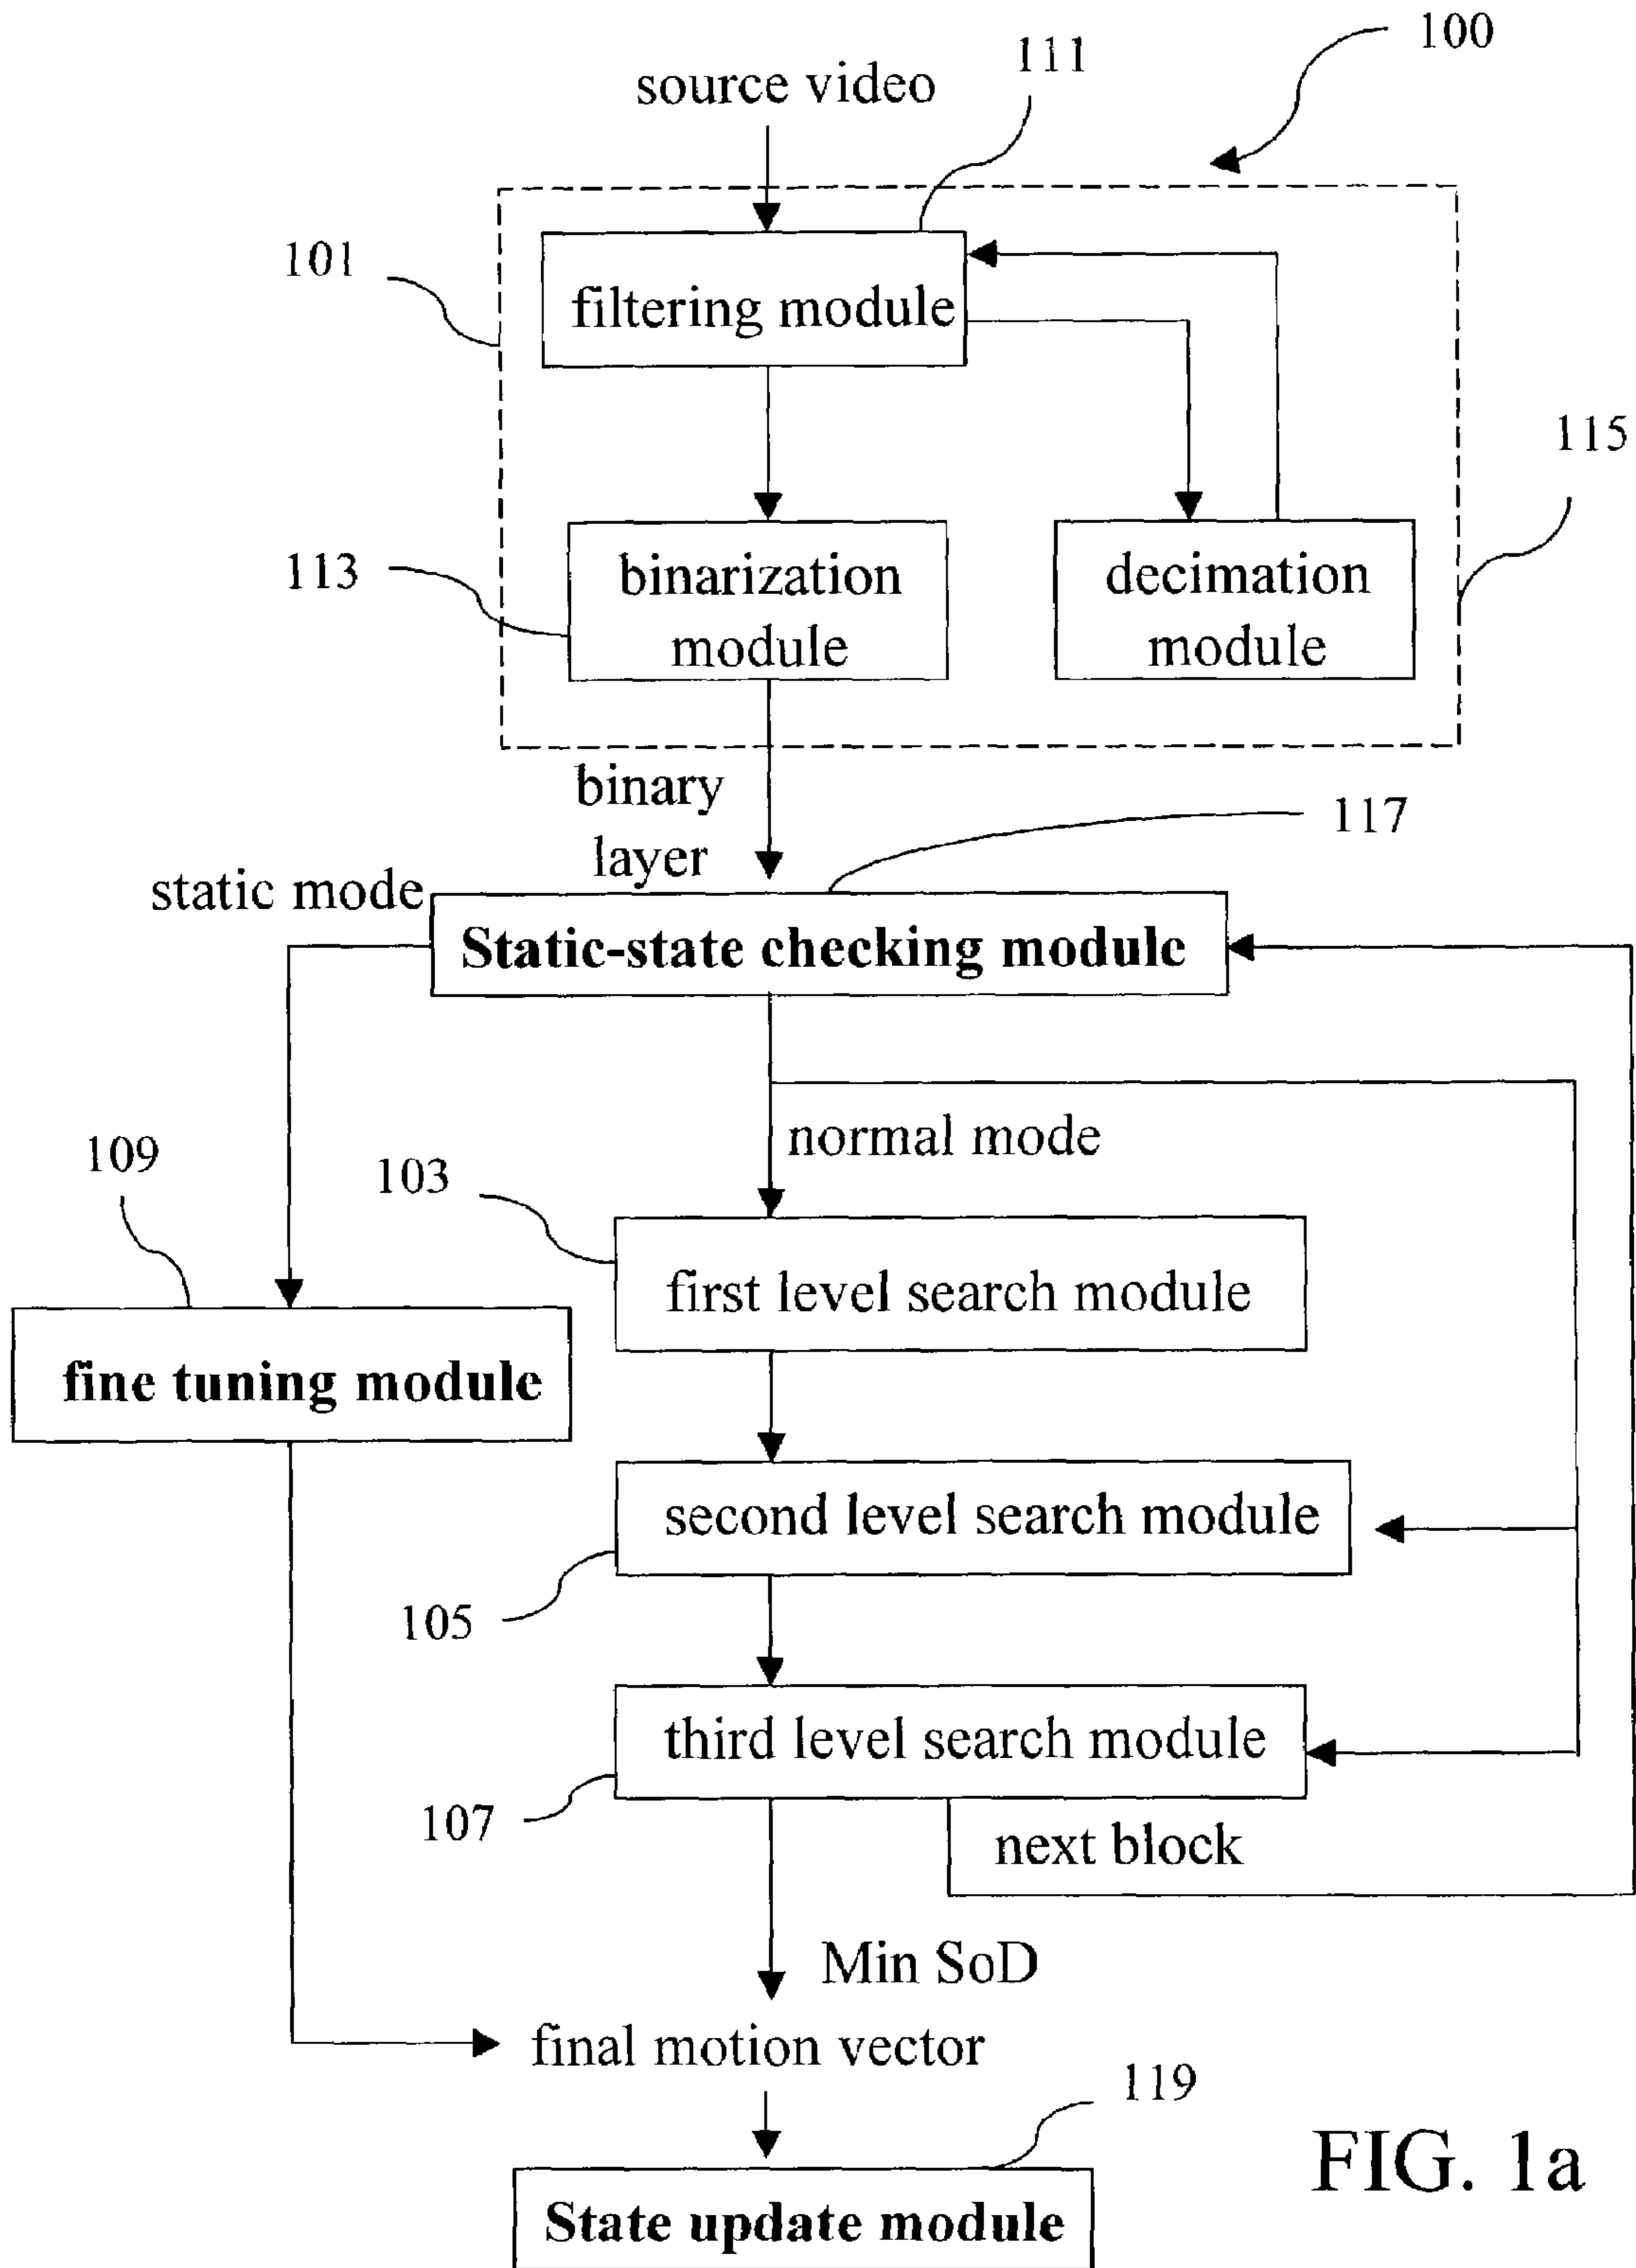 100
111
source video
101
filtering module
115
113
binarization
module
decimation
module
binary
layer
117
static mode
Static-state checking module
normal mode
109
103
first level search module
fine tuning module
second level search module
105
third level search module
107
next block
Min SoD
final motion vector
119
State update module
FIG. 1a